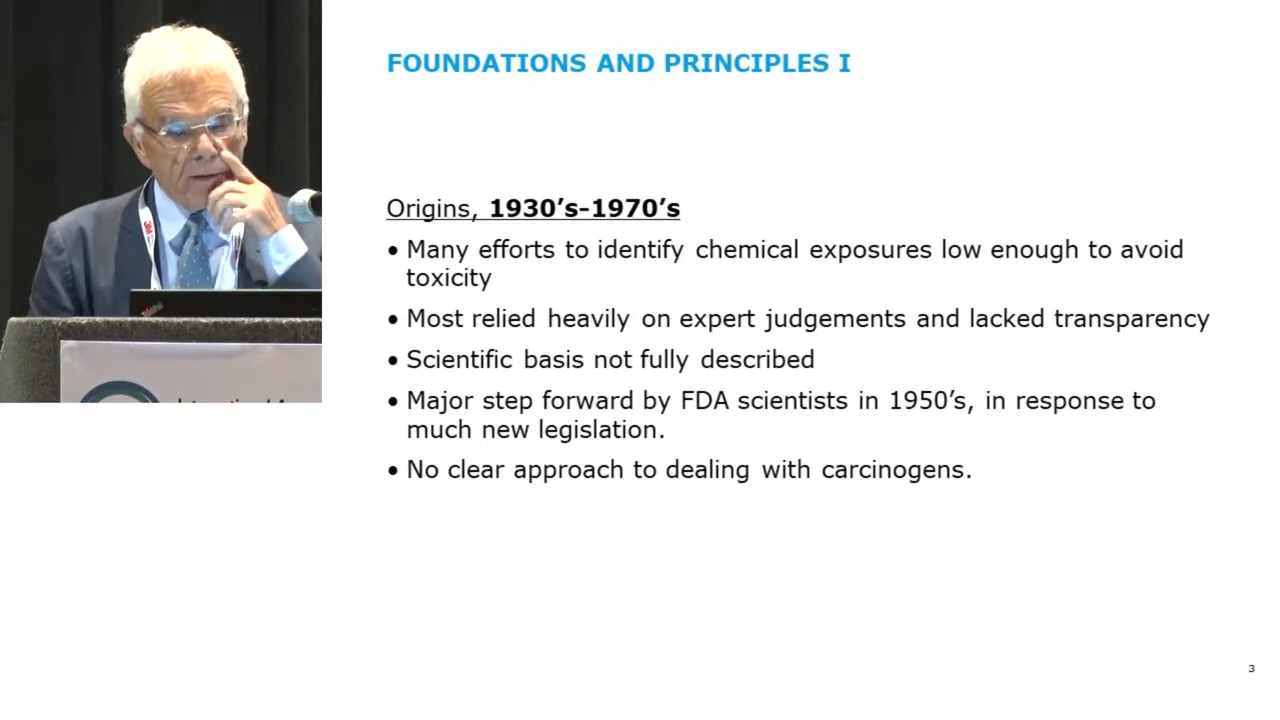 FOUNDATIONS AND PRINCIPLES I
Origins, 1930’s-1970’s
• Many efforts to identify chemical exposures low enough to avoid
toxicity
• Most relied heavily on expert judgements and lacked transparency
• Scientific basis not fully described
• Major step forward by FDA scientists in 1950’s, in response to
much new legislation.
• No clear approach to dealing with carcinogens.
3M
3